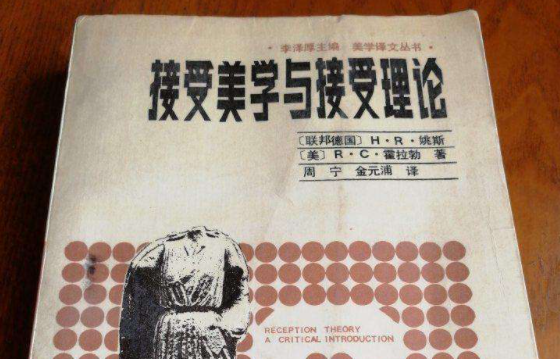 ·李泽厚主编 美学译文丛书·
接受美学与接受理论
〔联邦德国〕H·R·姚斯
〔美〕R·C·霍拉勃 著
周宁 金元浦 译
RECEPTION THEORY
A CRITICAL INTRODUCTION